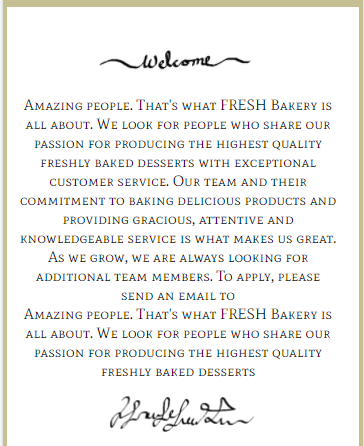 Welcome
Amazing people. That's what FRESH Bakery is
all about. We look for people who share our
passion for producing the highest quality
freshly baked desserts with exceptional
customer service. Our team and their
commitment to baking delicious products and
providing gracious, attentive and
knowledgeable service is what makes us great.
As we grow, we are always looking for
additional team members. To apply, please
send an email to
Amazing people. That's what FRESH Bakery is
all about. We look for people who share our
passion for producing the highest quality
freshly baked desserts